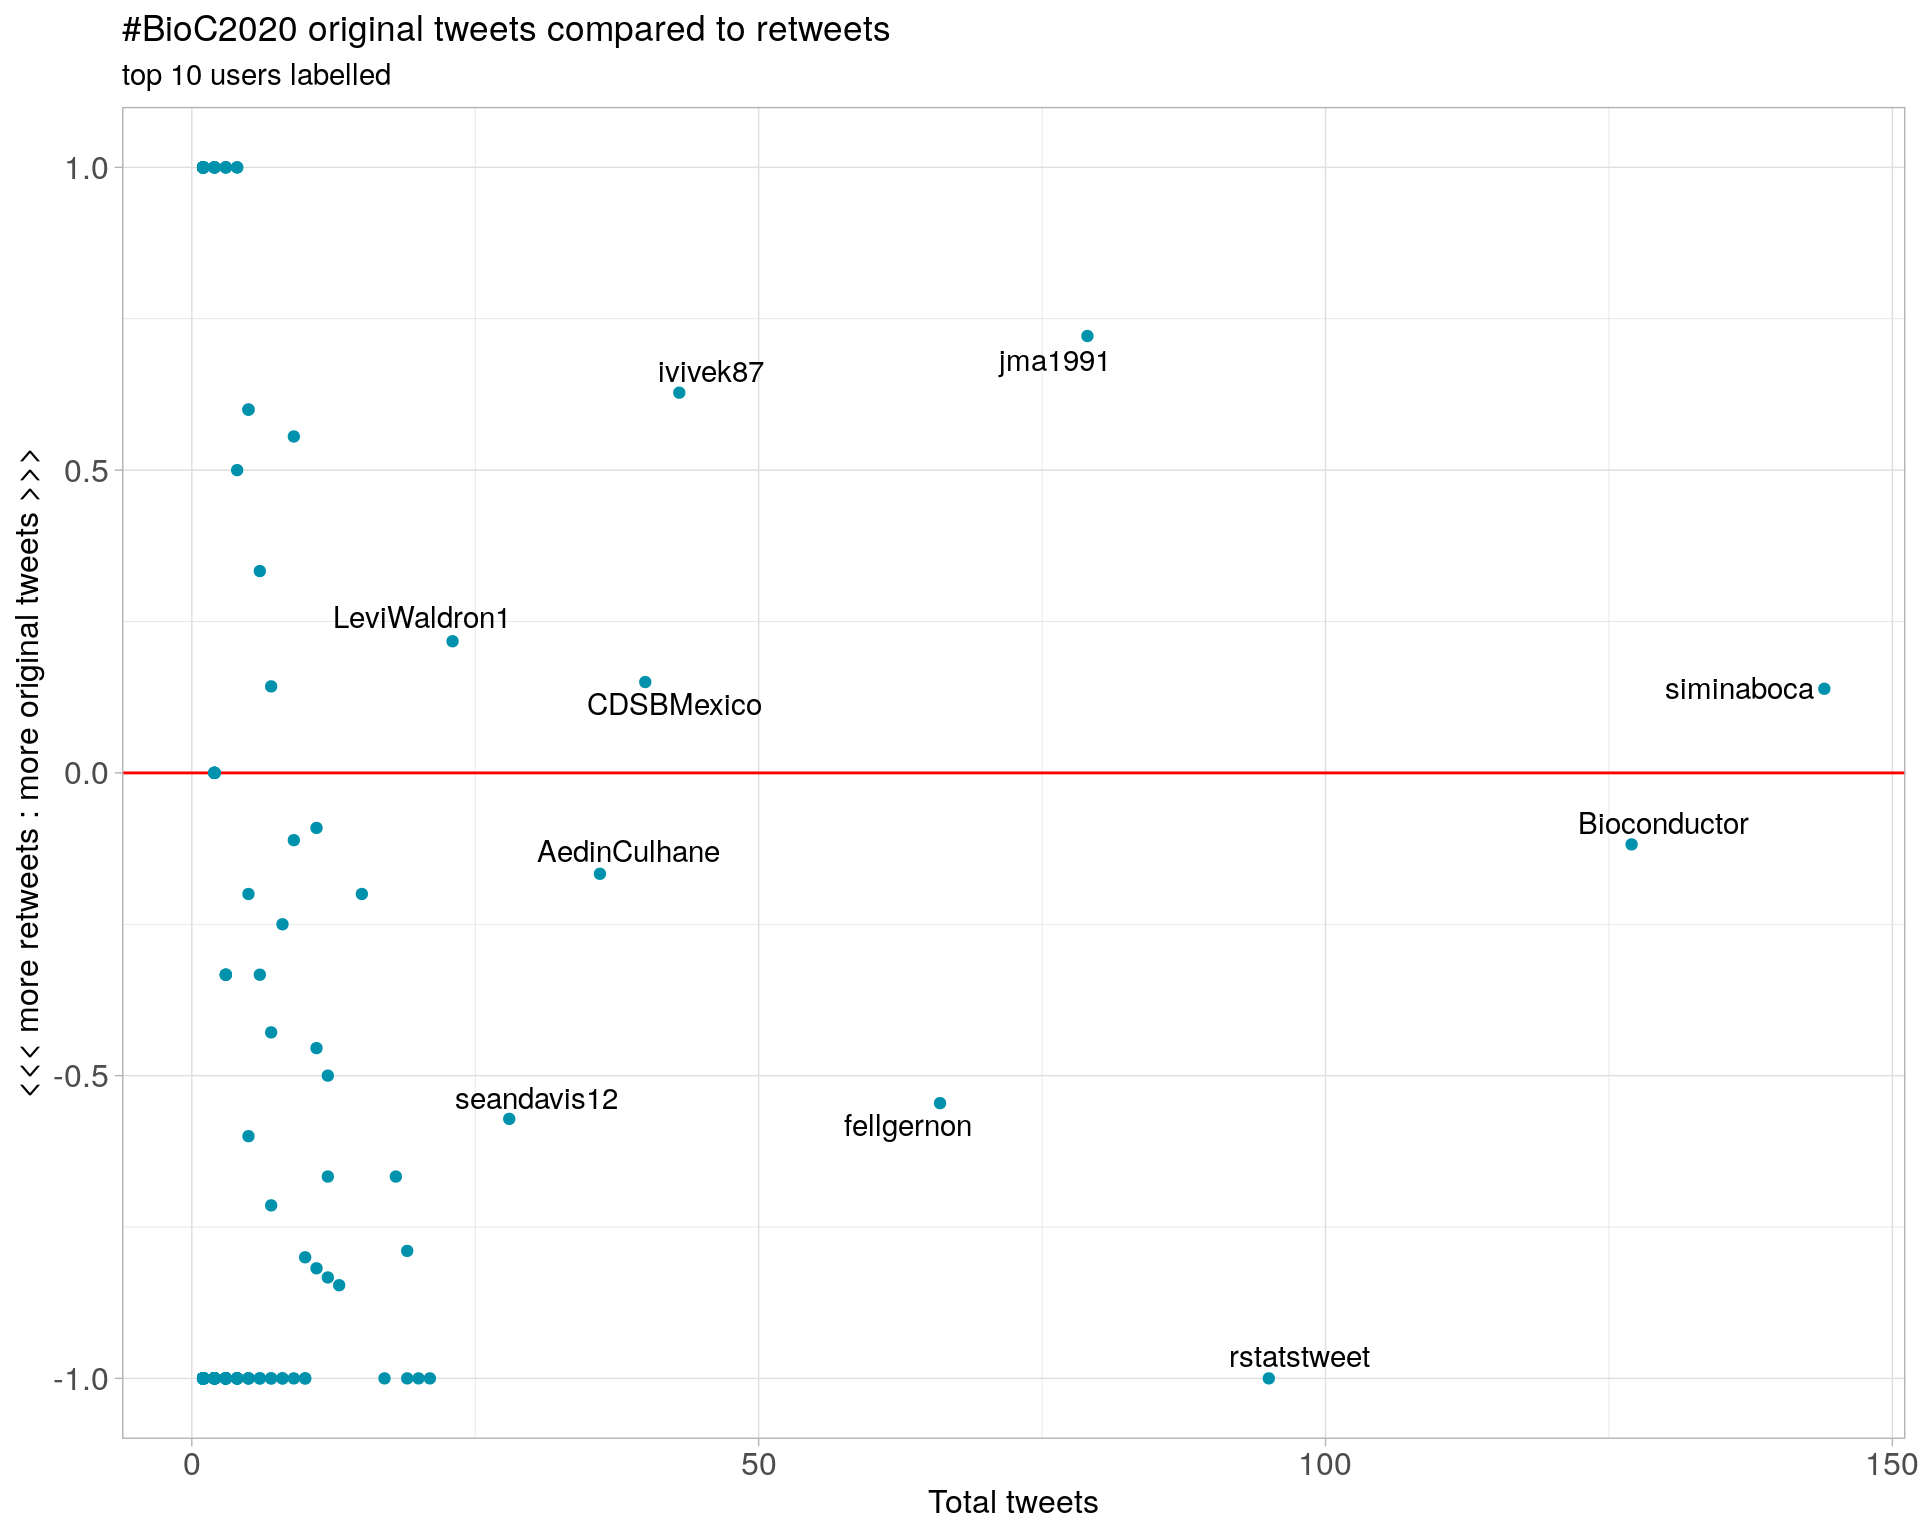 #BioC2020 original tweets compared to retweets
top 10 users labelled
<<< more retweets : more original tweets >>>
1.0
0.5
0.0
-0.5
-1.0
jma1991
ivivek87
LeviWaldron1
CDSBMexico
siminaboca
Bioconductor
AedinCulhane
seandavis12
fellgernon
rstatstweet
0
50
100
150
Total tweets